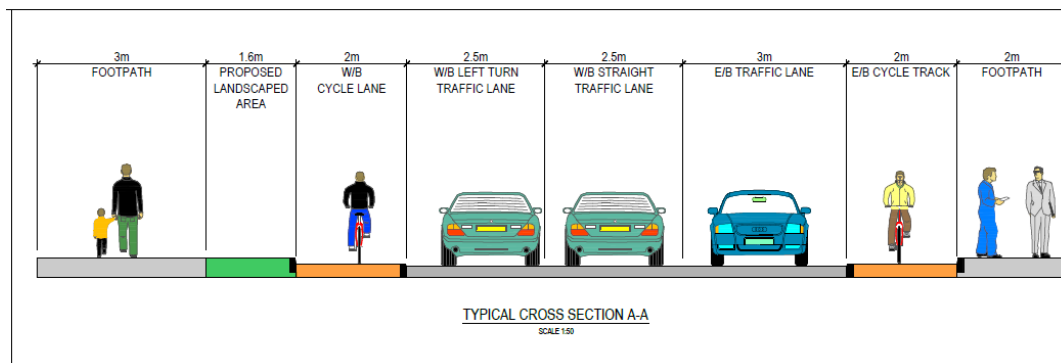 3m 1.6m 2m 2.5m 2.5m 3m 2m 2m
FOOTPATH PROPOSED W/B W/B LEFT TURN W/B STRAIGHT E/B TRAFFIC LANE E/B CYCLE TRACK FOOTPATH
LANDSCAPED CYCLE LANE TRAFFIC LANE TRAFFIC LANE
AREA
TYPICAL CROSS SECTION A-A
SCALE 1:50